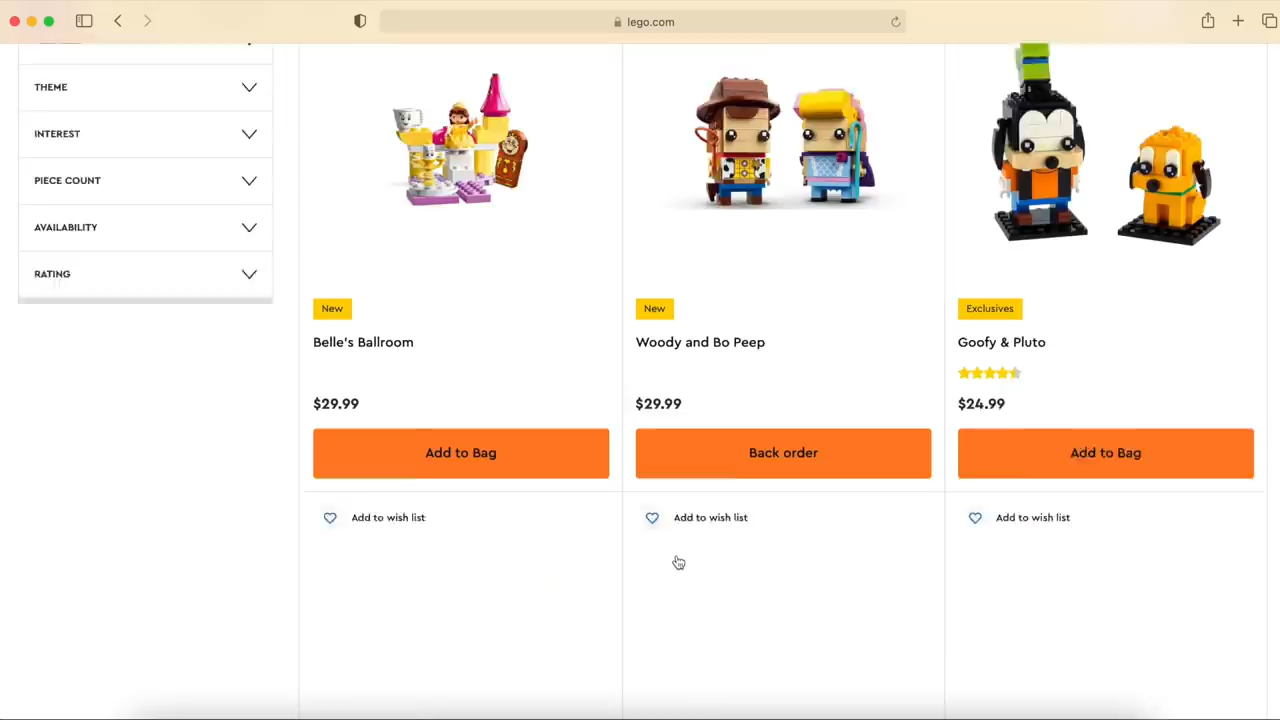 lego.com
THEME
INTEREST
PIECE COUNT
AVAILABILITY
RATING
New
Belle's Ballroom
$29.99
Add to Bag
Add to wish list
New
Woody and Bo Peep
$29.99
Back order
Add to wish list
Exclusives
Goofy & Pluto
$24.99
Add to Bag
Add to wish list